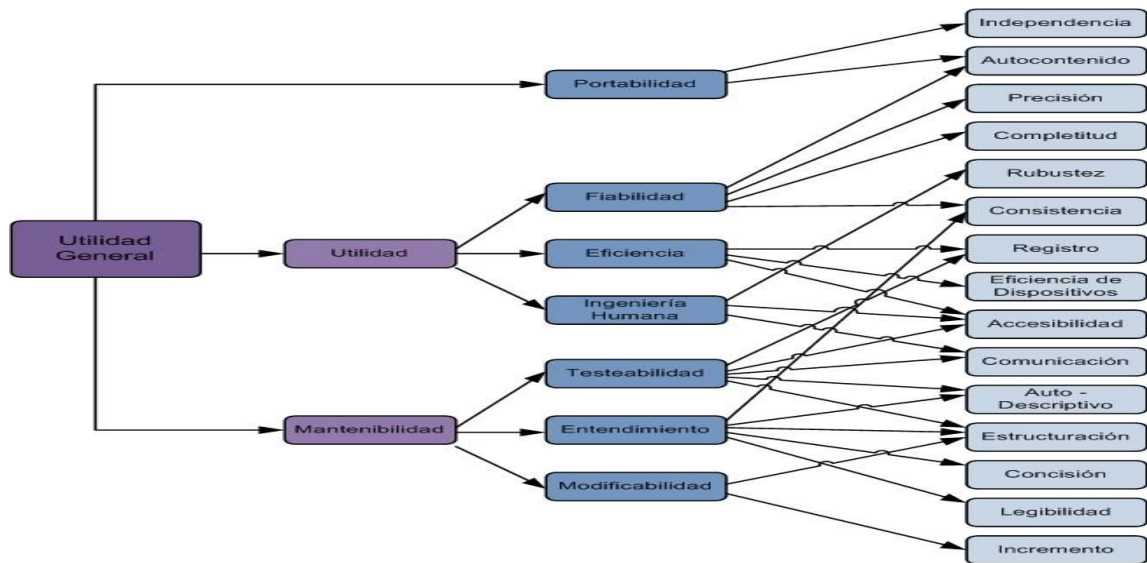 Utilidad
General
Utilidad
Mantenibilidad
Portabilidad
Fiabilidad
Eficiencia
Ingeniería
Humana
Testeabilidad
Entendimiento
Modificabilidad
Independencia
Autocontenido
Precisión
Completitud
Rubustez
Consistencia
Registro
Eficiencia de
Dispositivos
Accesibilidad
Comunicación
Auto -
Descriptivo
Estructuración
Concisión
Legibilidad
Incremento